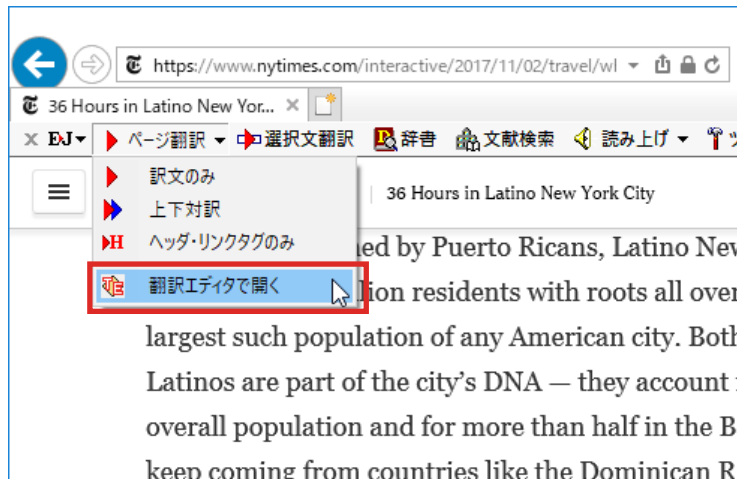 https://www.nytimes.com/interactive/2017/11/02/travel/wl
36 Hours in Latino New Yor...
EJ ページ翻訳 選択文翻訳 辞書 文献検索 読み上げ ツ
訳文のみ
36 Hours in Latino New York City
上下対訳
ヘッダ・リンクタグのみ
ed by Puerto Ricans, Latino New
翻訳エディタで開く
lion residents with roots all over
largest such population of any American city. Both
Latinos are part of the city's DNA — they account
overall population and for more than half in the B
keep coming from countries like the Dominican R